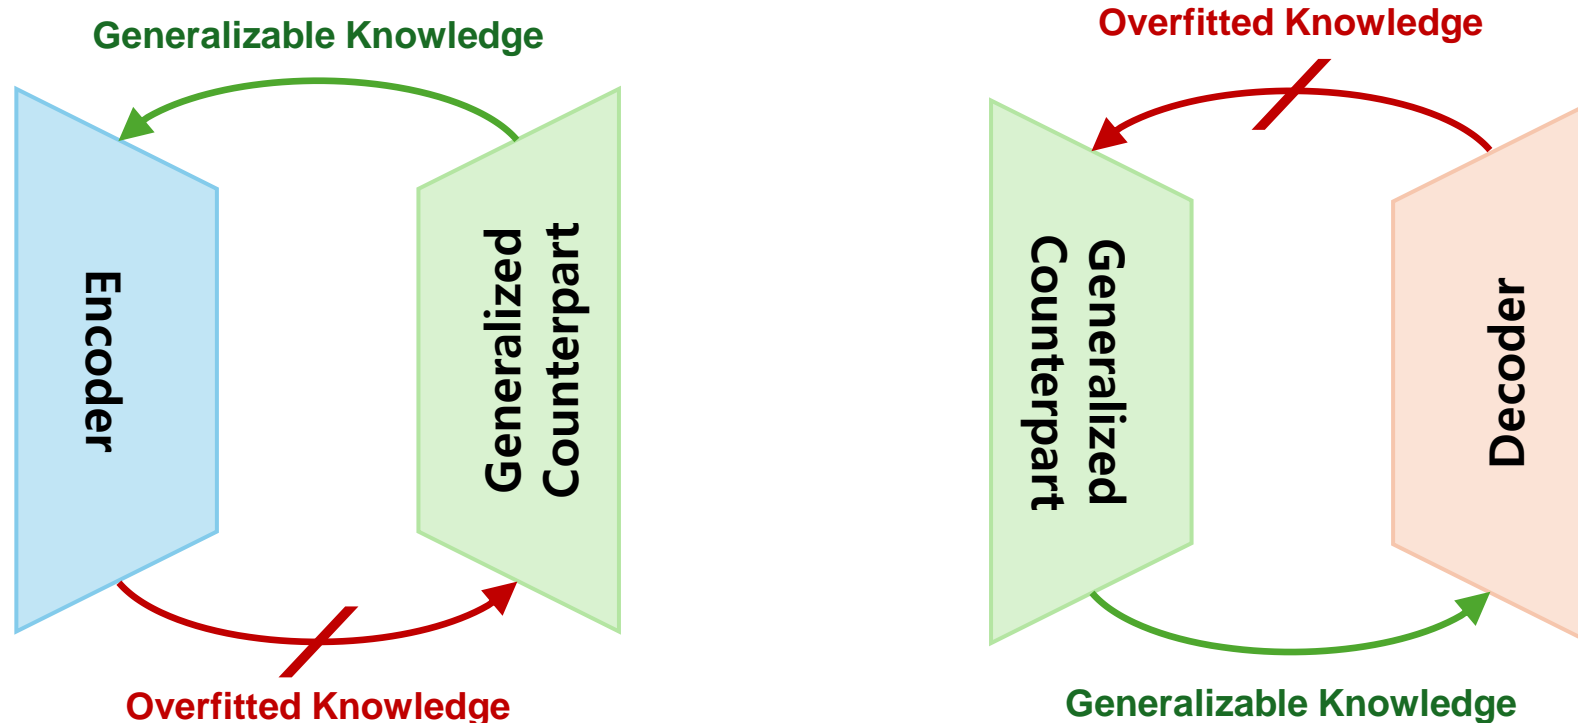 Generalizable Knowledge
Encoder
Generalized
Counterpart
Overfitted Knowledge
Overfitted Knowledge
Generalized
Counterpart
Decoder
Generalizable Knowledge